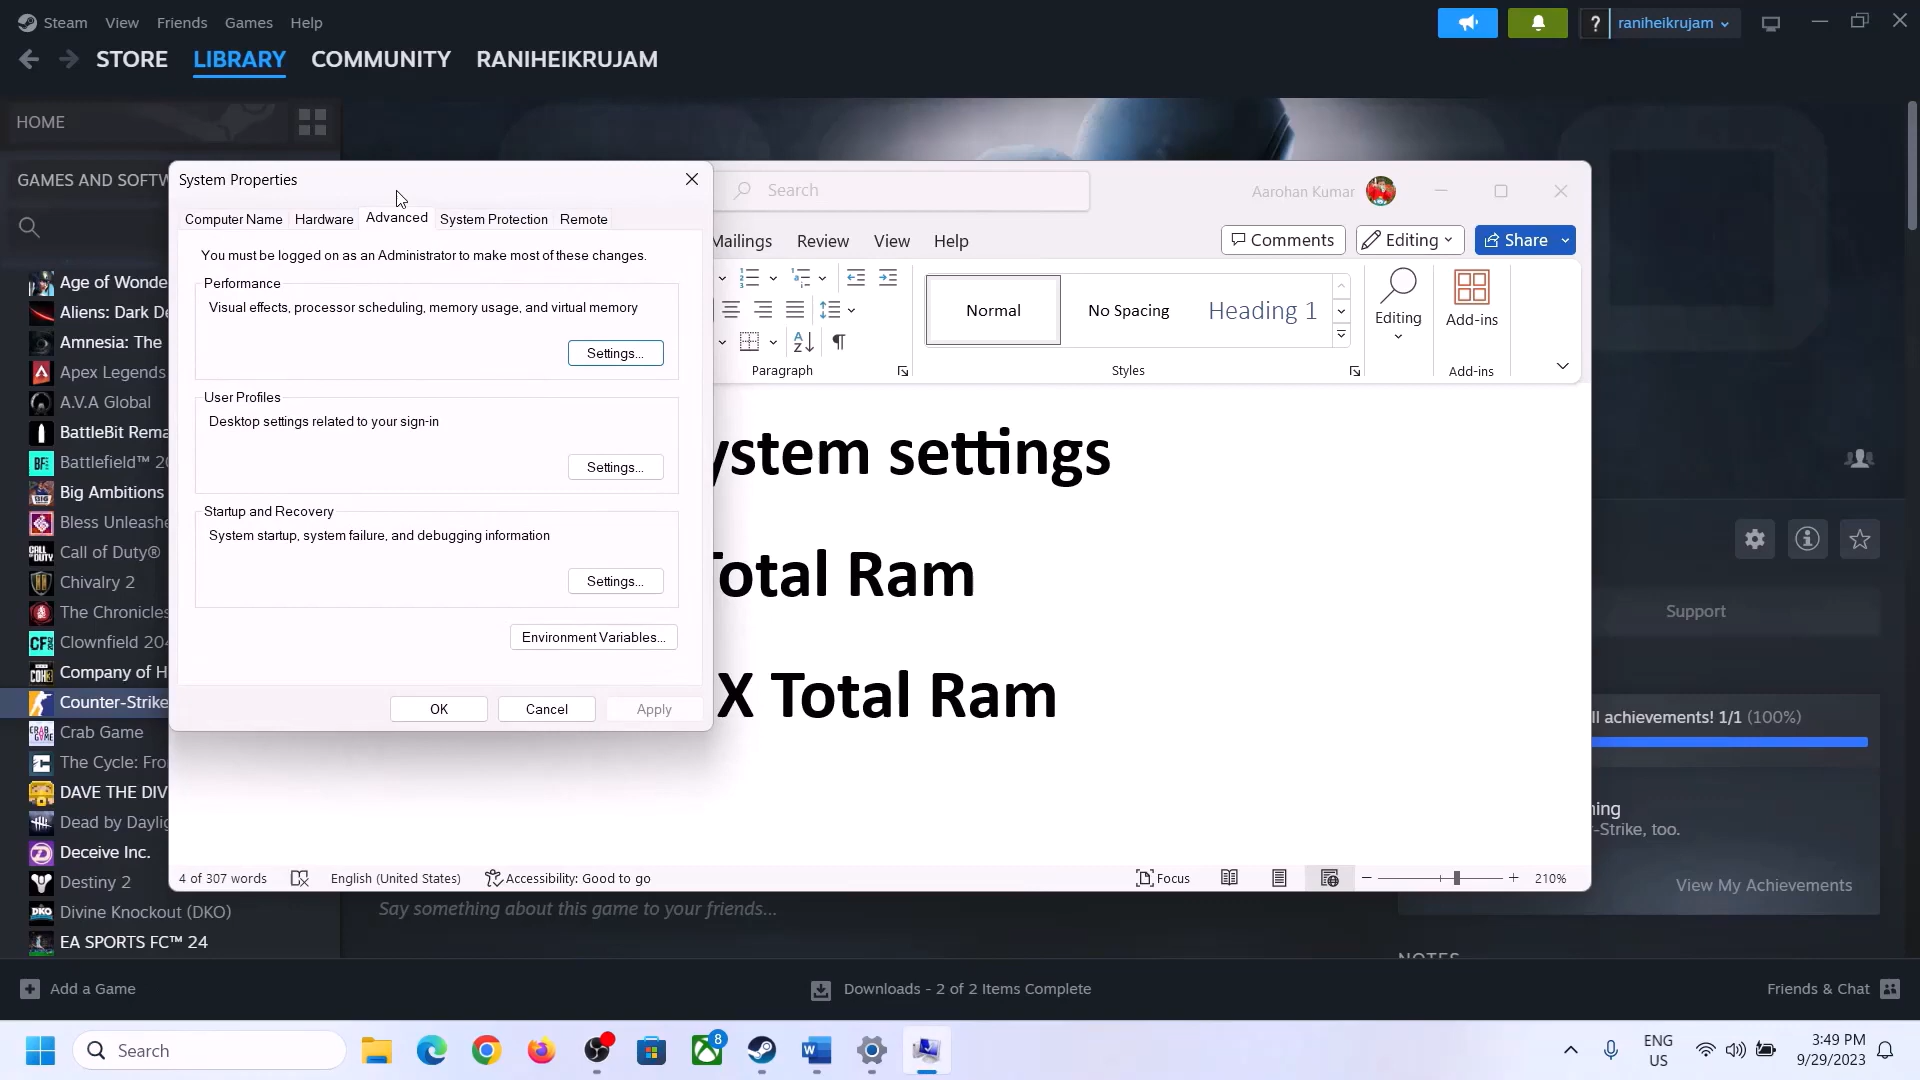 Steam View Friends Games Help
raniheikrujam
STORE LIBRARY COMMUNITY RANIHEIKRUJAM
HOME
GAMES AND SOFTW
Age of Wonde
Aliens: Dark De
Amnesia: The
Apex Legends
A.V.A Global
BattleBit Rema
Battlefield™ 20
Big Ambitions
Bless Unleashe
Call of Duty®
Chivalry 2
The Chronicles
Clownfield 204
Company of H
Counter-Strike
Crab Game
The Cycle: Fro
DAVE THE DIV
Dead by Daylig
Deceive Inc.
Destiny 2
Divine Knockout (DKO)
EA SPORTS FC™ 24
System Properties
Computer Name Hardware Advanced System Protection Remote
You must be logged on as an Administrator to make most of these changes.
Performance
Visual effects, processor scheduling, memory usage, and virtual memory
Settings...
User Profiles
Desktop settings related to your sign-in
Settings...
Startup and Recovery
System startup, system failure, and debugging information
Settings...
Environment Variables...
OK Cancel Apply
Search
Aarohan Kumar
Mailings Review View Help
Comments Editing Share
Normal No Spacing Heading 1
Editing Add-ins
Paragraph Styles Add-ins
ystem settings
Total Ram
X Total Ram
4 of 307 words English (United States) Accessibility: Good to go Focus 210%
Support
ll achievements! 1/1 (100%)
ning
-Strike, too.
View My Achievements
Say something about this game to your friends...
NOTES
Add a Game Downloads - 2 of 2 Items Complete Friends & Chat
Search
8
ENG
US
3:49 PM
9/29/2023